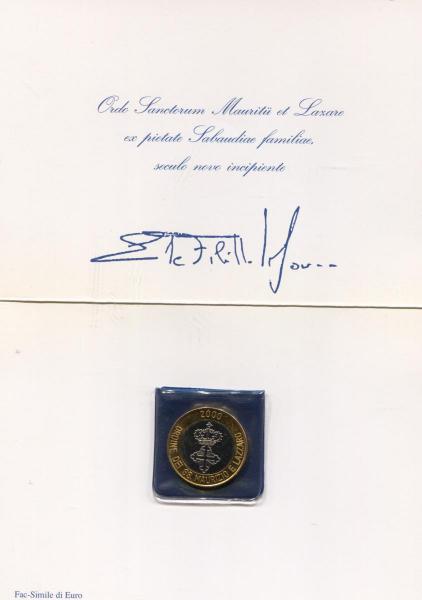 Ordo Sanctorum Mauritii et Lazare
ex pietate Sabaudiae familiae,
seculo novo incipiente
2000
ORDINE DEI SS. MAURIZIO E LAZZARO
Fac-Simile di Euro